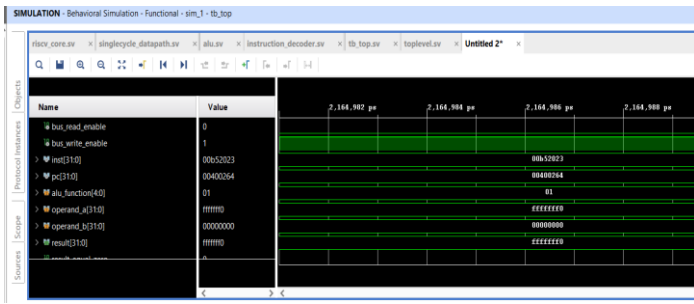 SIMULATION - Behavioral Simulation - Functional - sim_1 - tb_top
riscv_core.sv × singlecycle_datapath.sv × alu.sv × instruction_decoder.sv × tb_top.sv × toplevel.sv × Untitled 2* ×
Objects
Protocol Instances
Scope
Sources
Name Value
2,164,982 ps 2,164,984 ps 2,164,986 ps 2,164,988 ps
bus_read_enable 0
bus_write_enable 1
inst[31:0] 00b52023 00b52023
pc[31:0] 00400264 00400264
alu_function[4:0] 01 01
operand_a[31:0] fffffff0 fffffff0
operand_b[31:0] 00000000 00000000
result[31:0] fffffff0 fffffff0